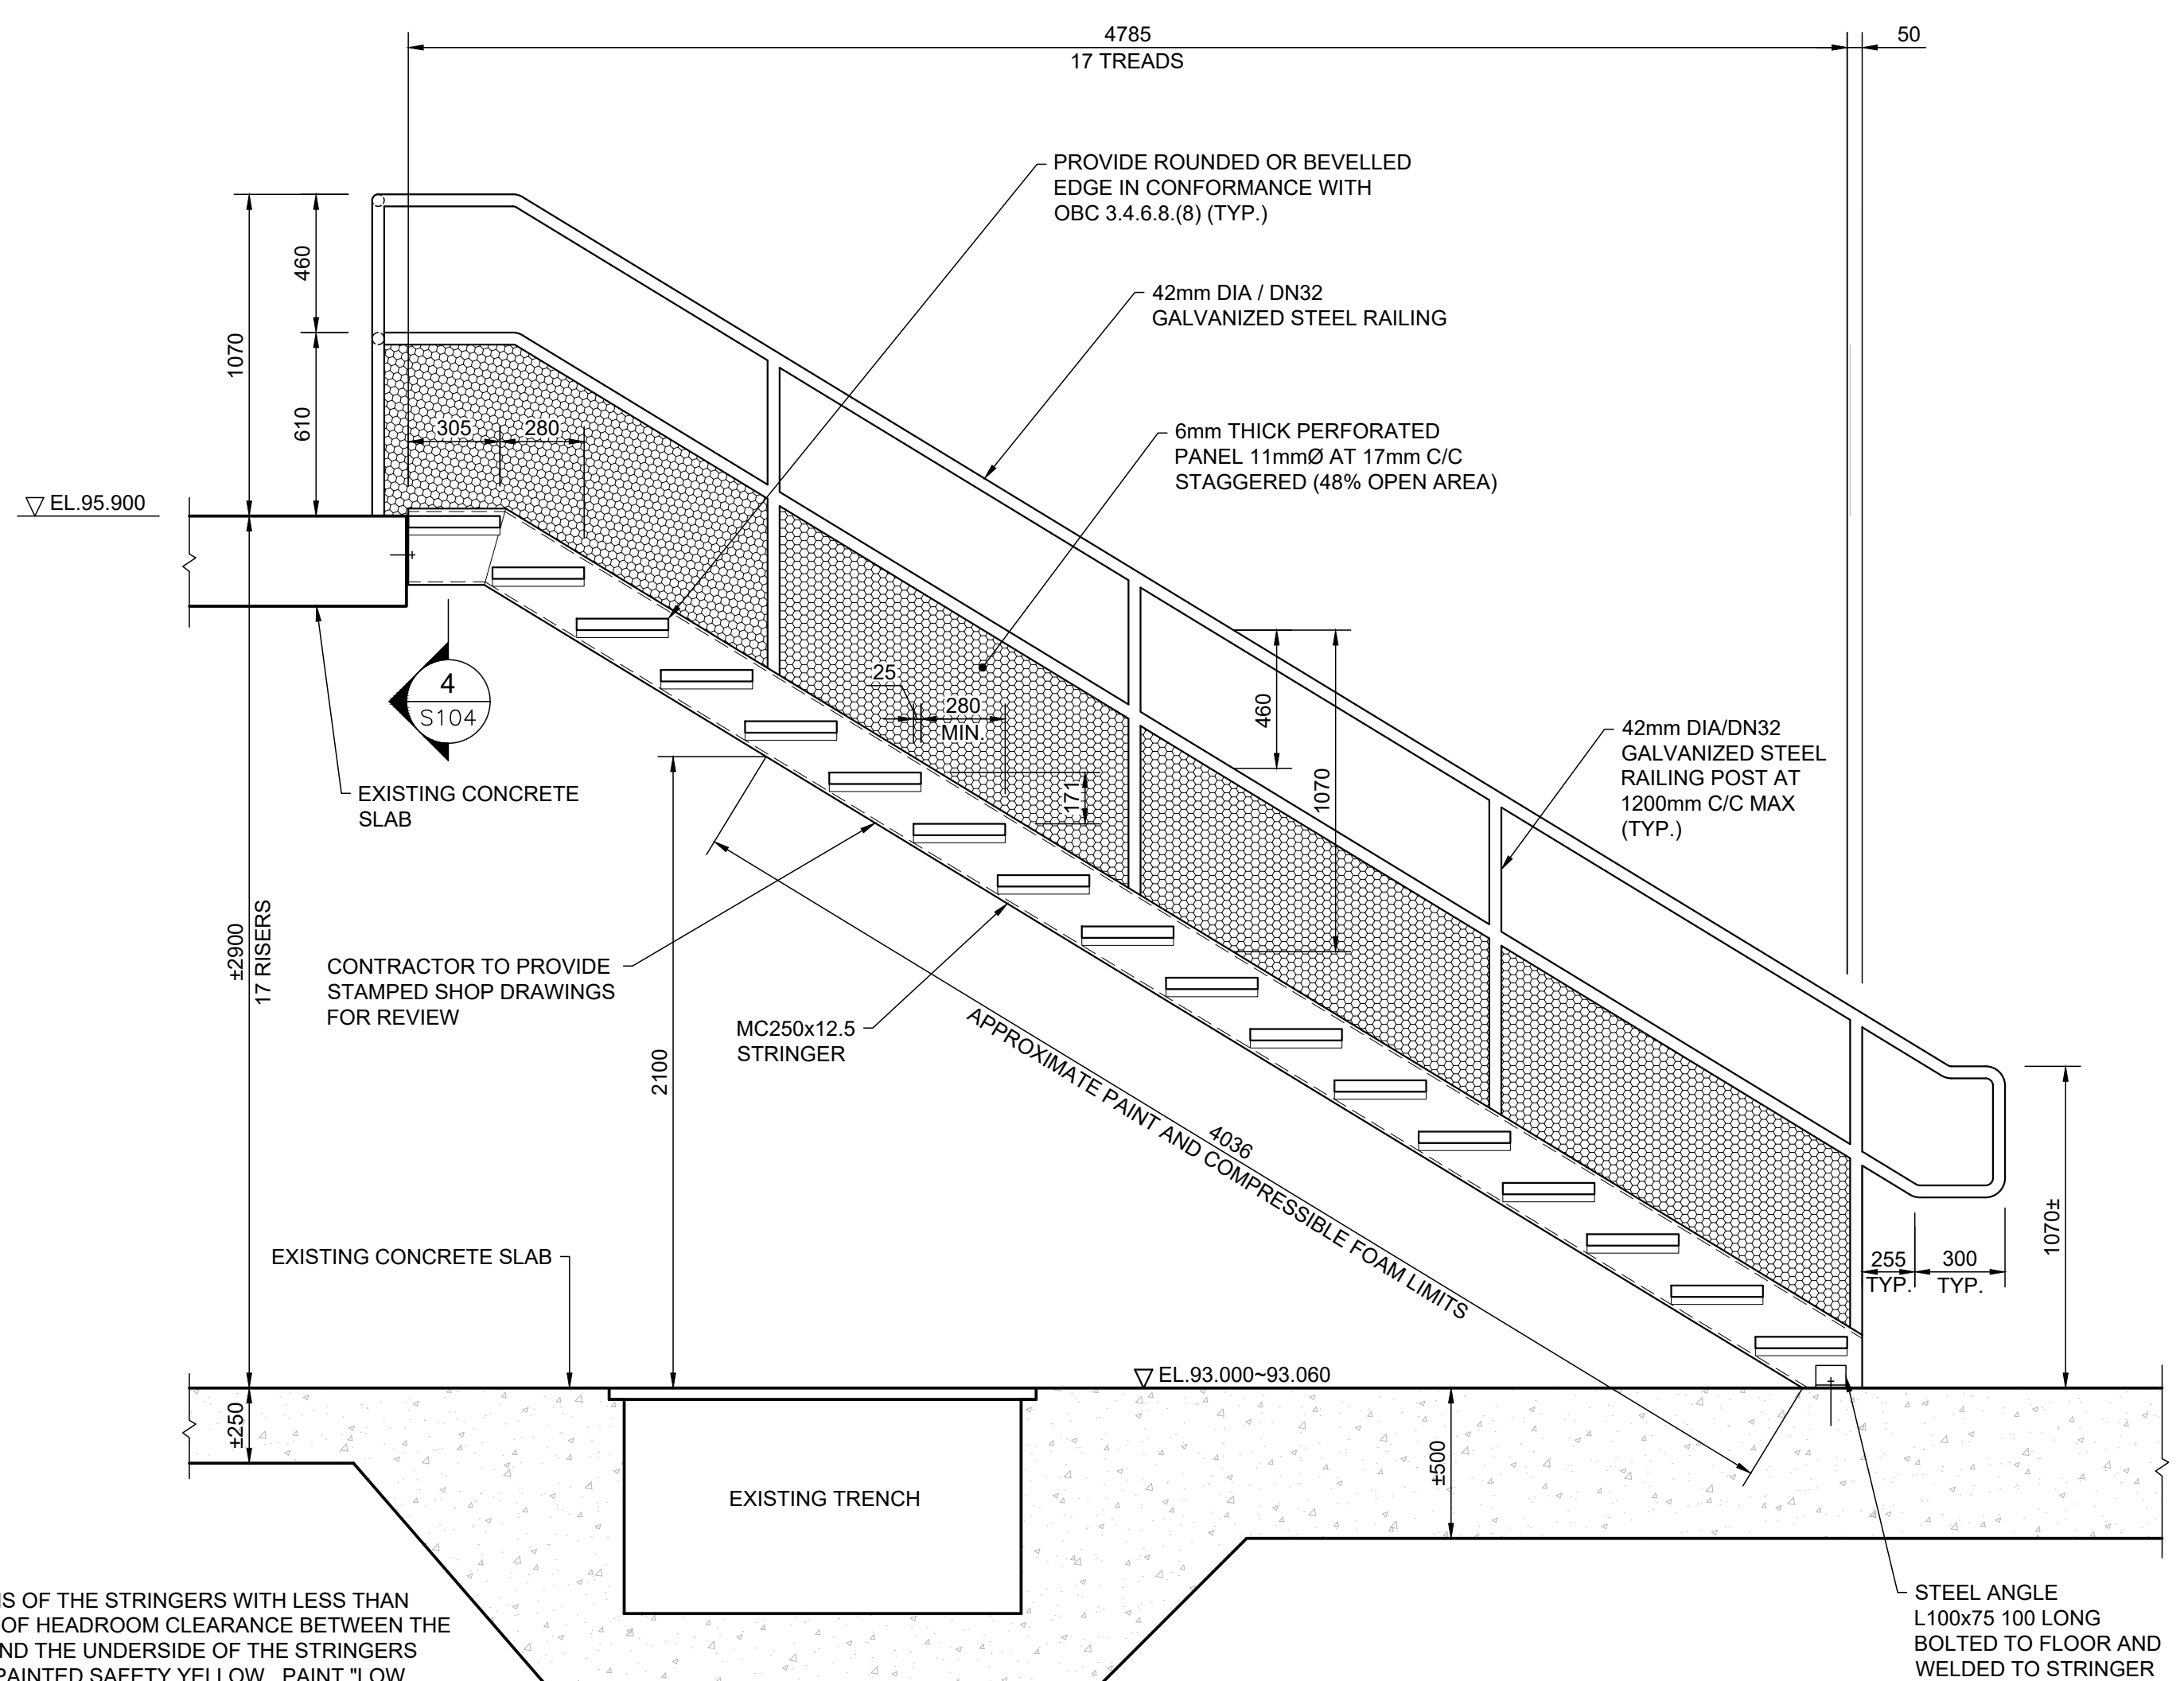 4785
17 TREADS
50
PROVIDE ROUNDED OR BEVELLED
EDGE IN CONFORMANCE WITH
OBC 3.4.6.8.(8) (TYP.)
42mm DIA / DN32
GALVANIZED STEEL RAILING
6mm THICK PERFORATED
PANEL 11mmØ AT 17mm C/C
STAGGERED (48% OPEN AREA)
1070
460
610
305
280
EL.95.900
4
S104
25
280
MIN.
171
460
1070
42mm DIA/DN32
GALVANIZED STEEL
RAILING POST AT
1200mm C/C MAX
(TYP.)
EXISTING CONCRETE
SLAB
±2900
17 RISERS
CONTRACTOR TO PROVIDE
STAMPED SHOP DRAWINGS
FOR REVIEW
MC250x12.5
STRINGER
2100
4036
APPROXIMATE PAINT AND COMPRESSIBLE FOAM LIMITS
EXISTING CONCRETE SLAB
255
TYP.
300
TYP.
1070±
EL.93.000~93.060
±250
±500
EXISTING TRENCH
STEEL ANGLE
L100x75 100 LONG
BOLTED TO FLOOR AND
WELDED TO STRINGER
OF THE STRINGERS WITH LESS THAN
OF HEADROOM CLEARANCE BETWEEN THE
AND THE UNDERSIDE OF THE STRINGERS
PAINTED SAFETY YELLOW. PAINT "LOW